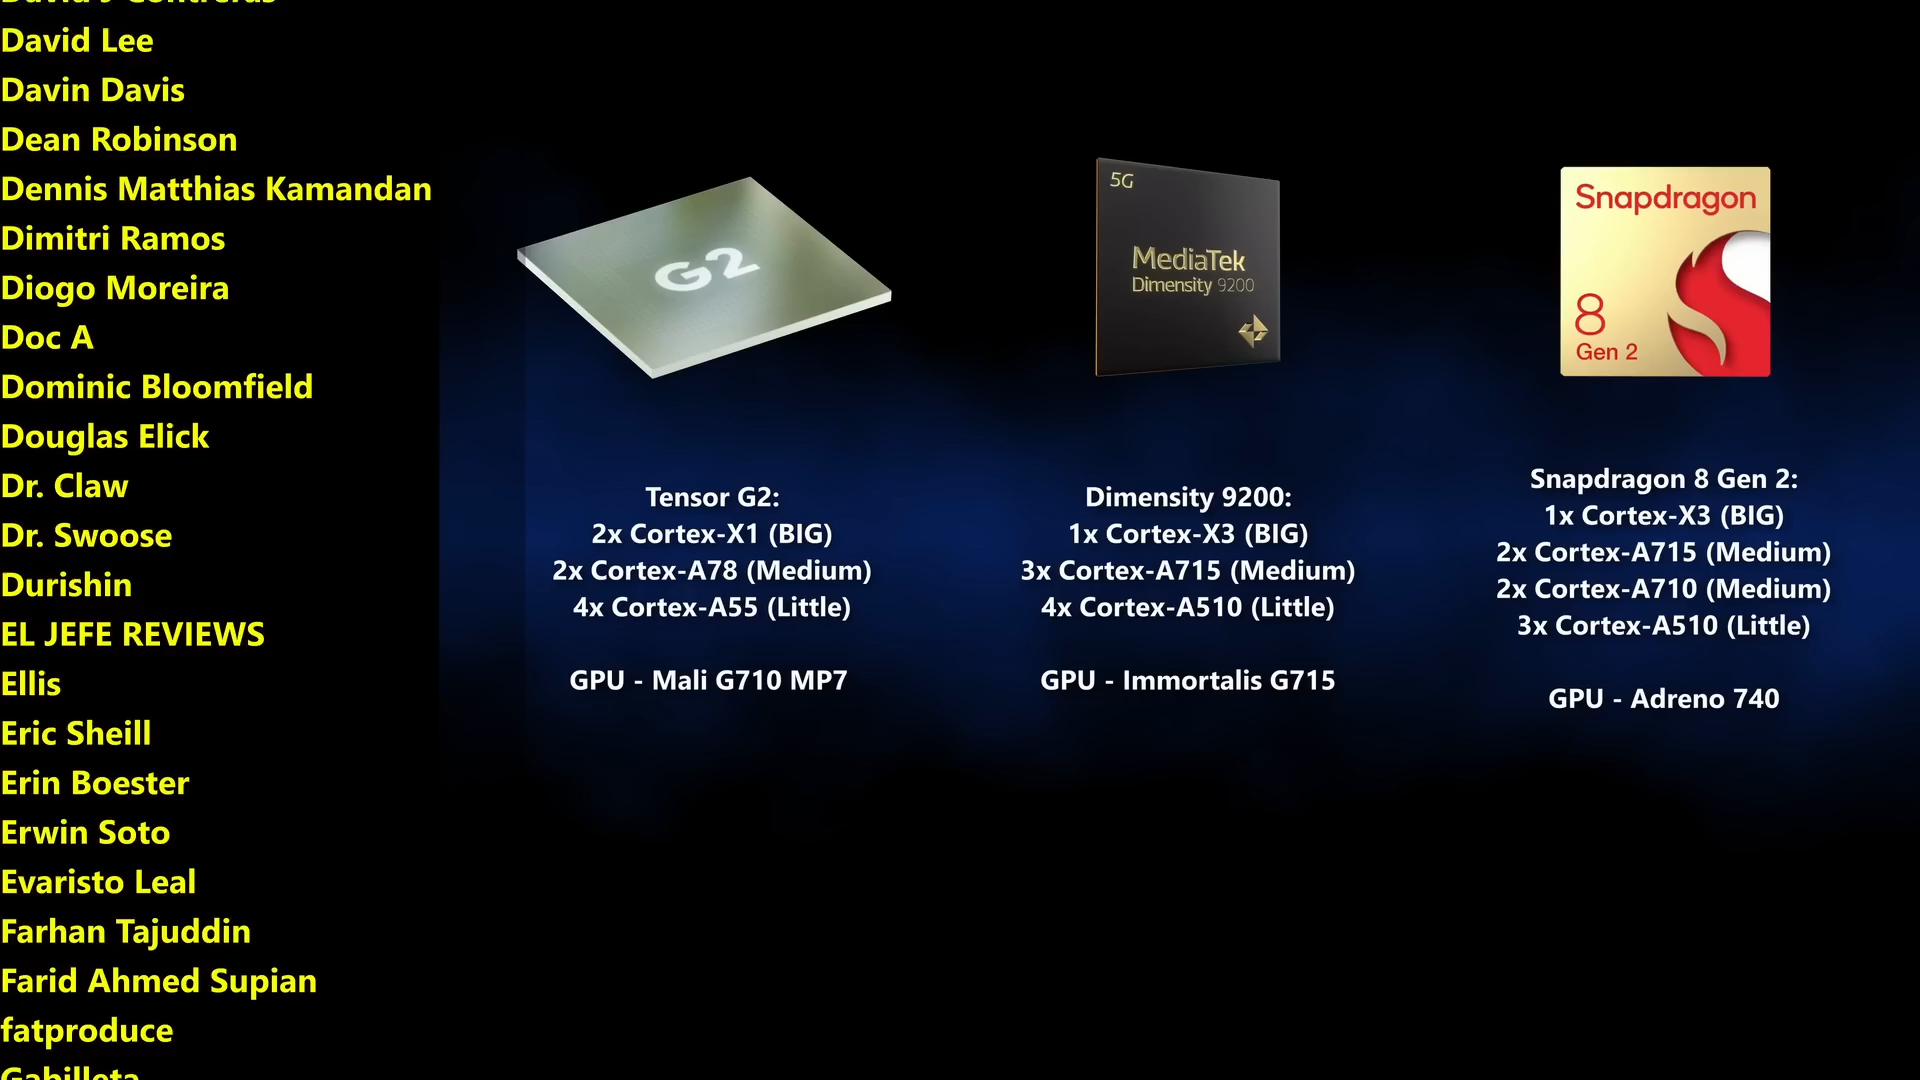 David J Contreras
David Lee
Davin Davis
Dean Robinson
Dennis Matthias Kamandan
Dimitri Ramos
Diogo Moreira
Doc A
Dominic Bloomfield
Douglas Elick
Dr. Claw
Dr. Swoose
Durishin
EL JEFE REVIEWS
Ellis
Eric Sheill
Erin Boester
Erwin Soto
Evaristo Leal
Farhan Tajuddin
Farid Ahmed Supian
fatproduce
Gabilleta
G2
Tensor G2:
2x Cortex-X1 (BIG)
2x Cortex-A78 (Medium)
4x Cortex-A55 (Little)
GPU - Mali G710 MP7
5G
MediaTek
Dimensity 9200
Dimensity 9200:
1x Cortex-X3 (BIG)
3x Cortex-A715 (Medium)
4x Cortex-A510 (Little)
GPU - Immortalis G715
Snapdragon
8
Gen 2
Snapdragon 8 Gen 2:
1x Cortex-X3 (BIG)
2x Cortex-A715 (Medium)
2x Cortex-A710 (Medium)
3x Cortex-A510 (Little)
GPU - Adreno 740